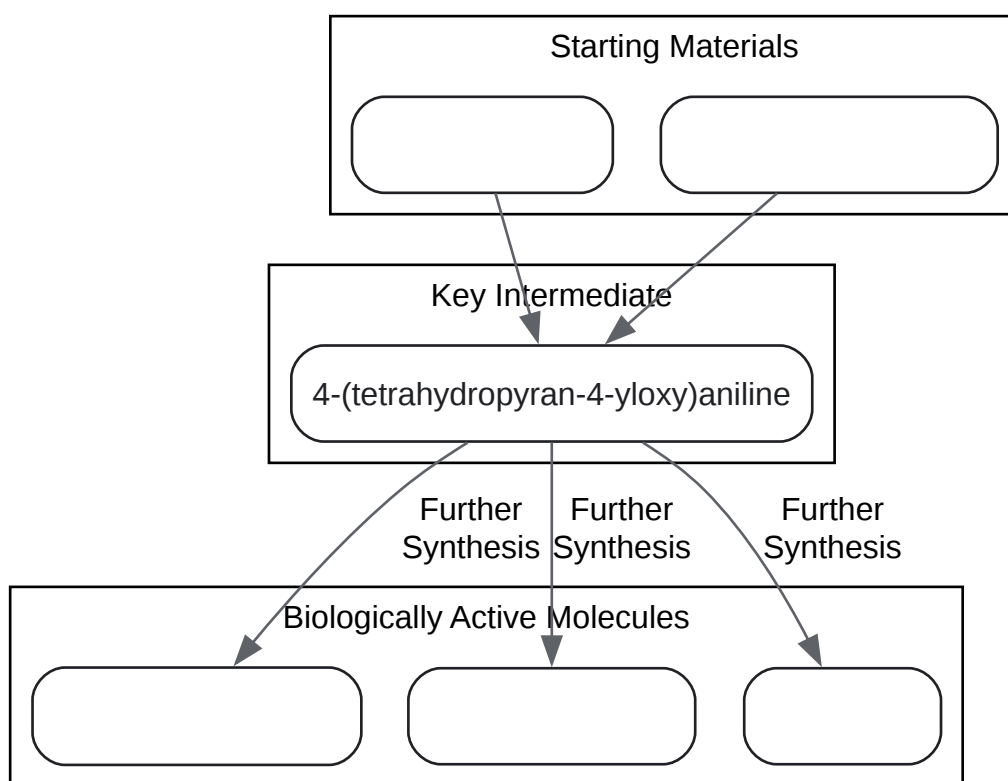 Starting Materials
Key Intermediate
4-(tetrahydropyran-4-yloxy)aniline
Further
Synthesis
Further
Synthesis
Further
Synthesis
Biologically Active Molecules